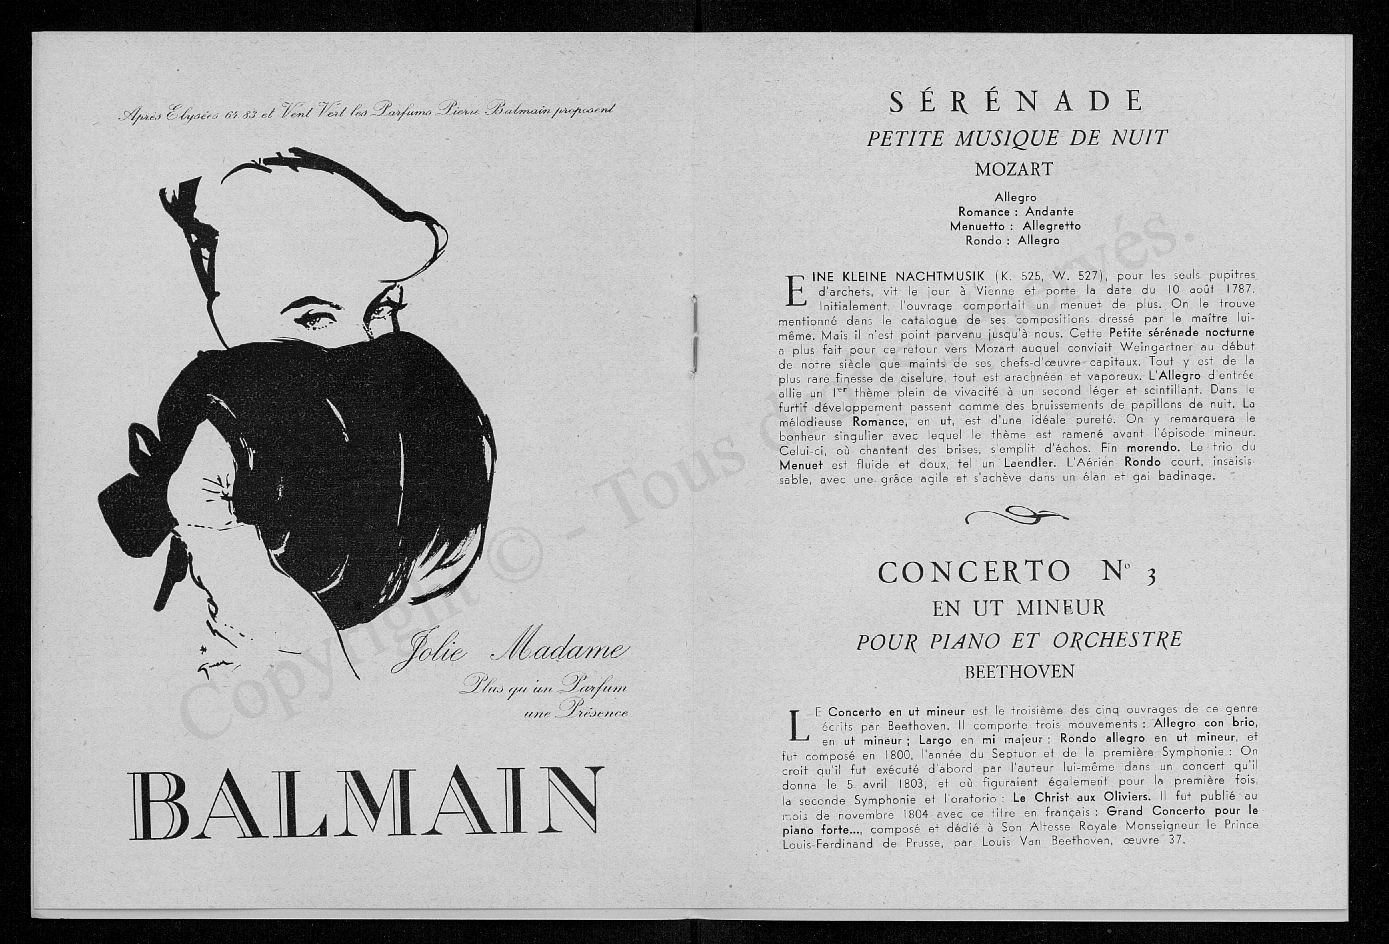 Après Elysées 64 83 et Vent Vert les Parfums Pierre Balmain proposent
Jolie Madame
Plus qu'un Parfum
une Présence
BALMAIN
SÉRÉNADE
PETITE MUSIQUE DE NUIT
MOZART
Allegro
Romance : Andante
Menuetto : Allegretto
Rondo : Allegro
EINE KLEINE NACHTMUSIK (K. 525, W. 527), pour les seuls pupitres
d'archets, vit le jour à Vienne et porte la date du 10 août 1787.
Initialement, l'ouvrage comportait un menuet de plus. On le trouve
mentionné dans le catalogue de ses compositions dressé par le maître lui-
même. Mais il n'est point parvenu jusqu'à nous. Cette Petite sérénade nocturne
a plus fait pour ce retour vers Mozart auquel conviait Weingartner au début
de notre siècle que maints de ses chefs-d'œuvre capitaux. Tout y est de la
plus rare finesse de ciselure, tout est arachnéen et vaporeux. L'Allegro d'entrée
allie un 1er thème plein de vivacité à un second léger et scintillant. Dans le
furtif développement passent comme des bruissements de papillons de nuit. La
mélodieuse Romance, en ut, est d'une idéale pureté. On y remarquera le
bonheur singulier avec lequel le thème est ramené avant l'épisode mineur.
Celui-ci, où chantent des brises, s'emplit d'échos. Fin morendo. Le trio du
Menuet est fluide et doux, tel un Laendler. L'Aérien Rondo court, insaisis-
sable, avec une grâce agile et s'achève dans un élan et gai badinage.
CONCERTO No 3
EN UT MINEUR
POUR PIANO ET ORCHESTRE
BEETHOVEN
LE Concerto en ut mineur est le troisième des cinq ouvrages de ce genre
écrits par Beethoven. Il comporte trois mouvements : Allegro con brio,
en ut mineur ; Largo en mi majeur ; Rondo allegro en ut mineur, et
fut composé en 1800, l'année du Septuor et de la première Symphonie : On
croit qu'il fut exécuté d'abord par l'auteur lui-même dans un concert qu'il
donna le 5 avril 1803, et où figuraient également pour la première fois,
la seconde Symphonie et l'oratorio : Le Christ aux Oliviers. Il fut publié au
mois de novembre 1804 avec ce titre en français : Grand Concerto pour le
piano forte..., composé et dédié à Son Altesse Royale Monseigneur le Prince
Louis-Ferdinand de Prusse, par Louis Van Beethoven, œuvre 37.
Copyright © - Tous droits réservés.